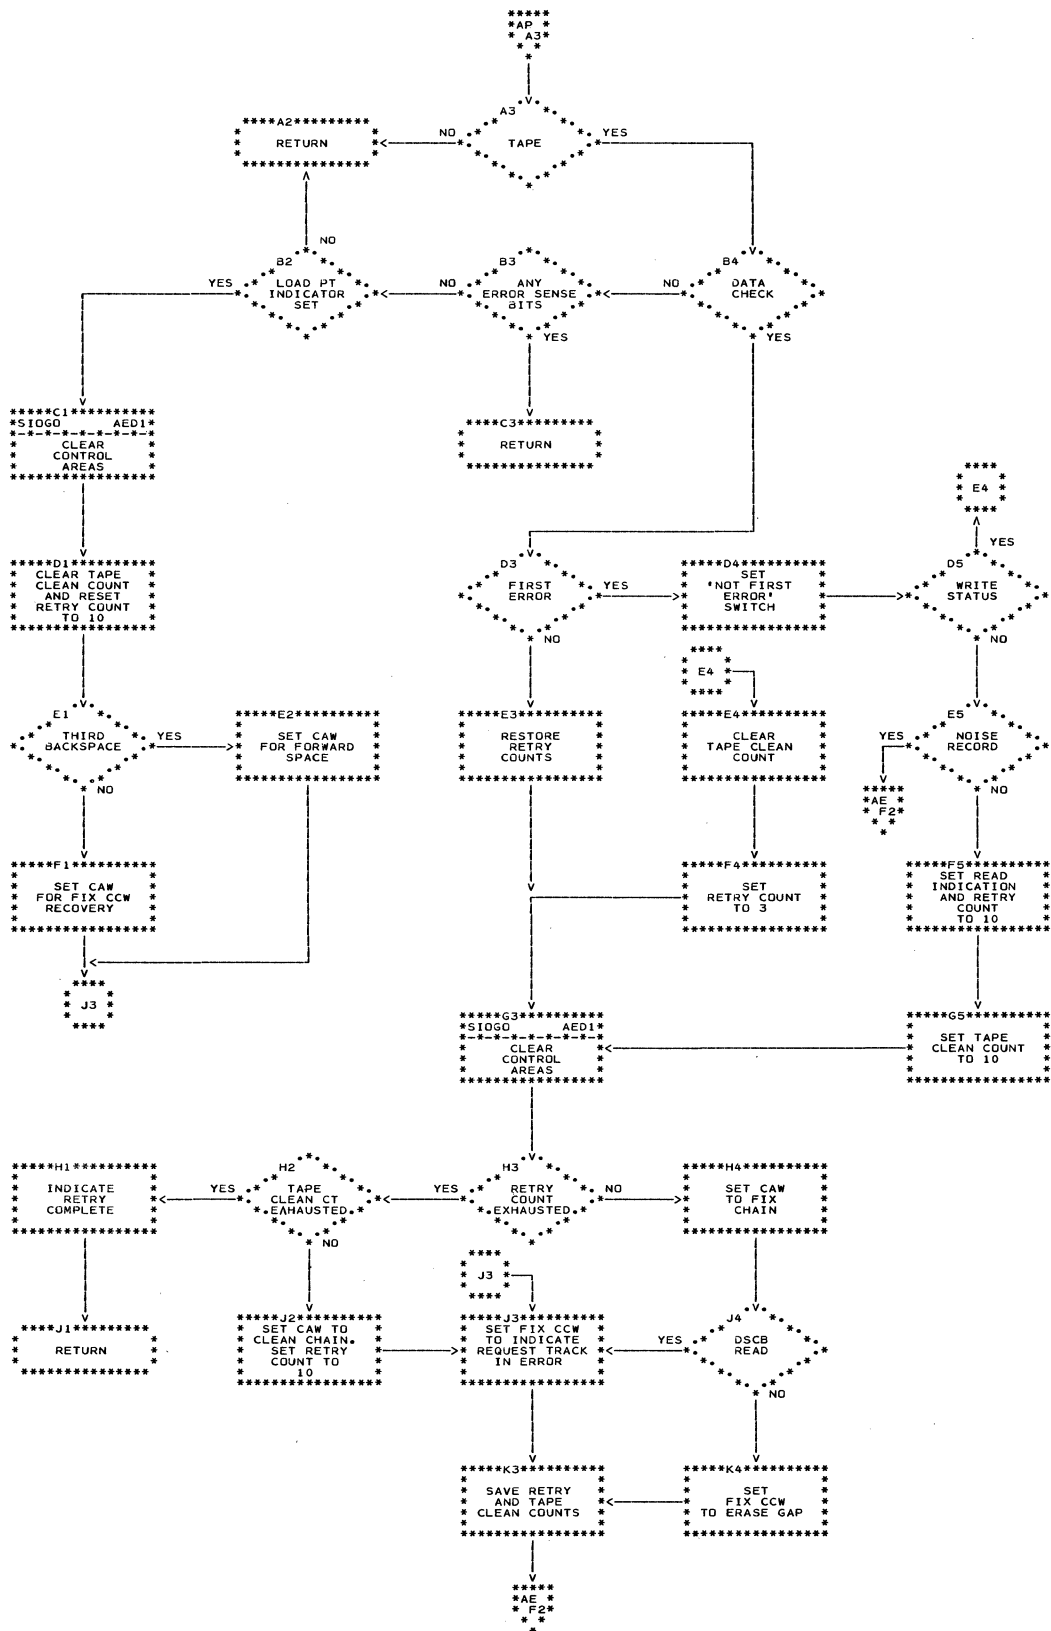 AP
A3
A3
TAPE
NO
YES
A2
RETURN
NO
B2
LOAD PT
INDICATOR
SET
YES
B3
ANY
ERROR SENSE
BITS
NO
YES
B4
DATA
CHECK
NO
YES
C1
SIOGO AED1
CLEAR
CONTROL
AREAS
C3
RETURN
E4
YES
D1
CLEAR TAPE
CLEAN COUNT
AND RESET
RETRY COUNT
TO 10
D3
FIRST
ERROR
YES
NO
D4
SET
'NOT FIRST
ERROR'
SWITCH
D5
WRITE
STATUS
NO
E4
E1
THIRD
BACKSPACE
YES
NO
E2
SET CAW
FOR FORWARD
SPACE
E3
RESTORE
RETRY
COUNTS
E4
CLEAR
TAPE CLEAN
COUNT
E5
NOISE
RECORD
YES
NO
AE
F2
F1
SET CAW
FOR FIX CCW
RECOVERY
F4
SET
RETRY COUNT
TO 3
F5
SET READ
INDICATION
AND RETRY
COUNT
TO 10
J3
G3
SIOGO AED1
CLEAR
CONTROL
AREAS
G5
SET TAPE
CLEAN COUNT
TO 10
H1
INDICATE
RETRY
COMPLETE
H2
TAPE
CLEAN CT
EAHAUSTED
YES
NO
H3
RETRY
COUNT
EXHAUSTED
YES
NO
H4
SET CAW
TO FIX
CHAIN
J3
J1
RETURN
J2
SET CAW TO
CLEAN CHAIN.
SET RETRY
COUNT TO
10
J3
SET FIX CCW
TO INDICATE
REQUEST TRACK
IN ERROR
J4
DSCB
READ
YES
NO
K3
SAVE RETRY
AND TAPE
CLEAN COUNTS
K4
SET
FIX CCW
TO ERASE GAP
AE
F2